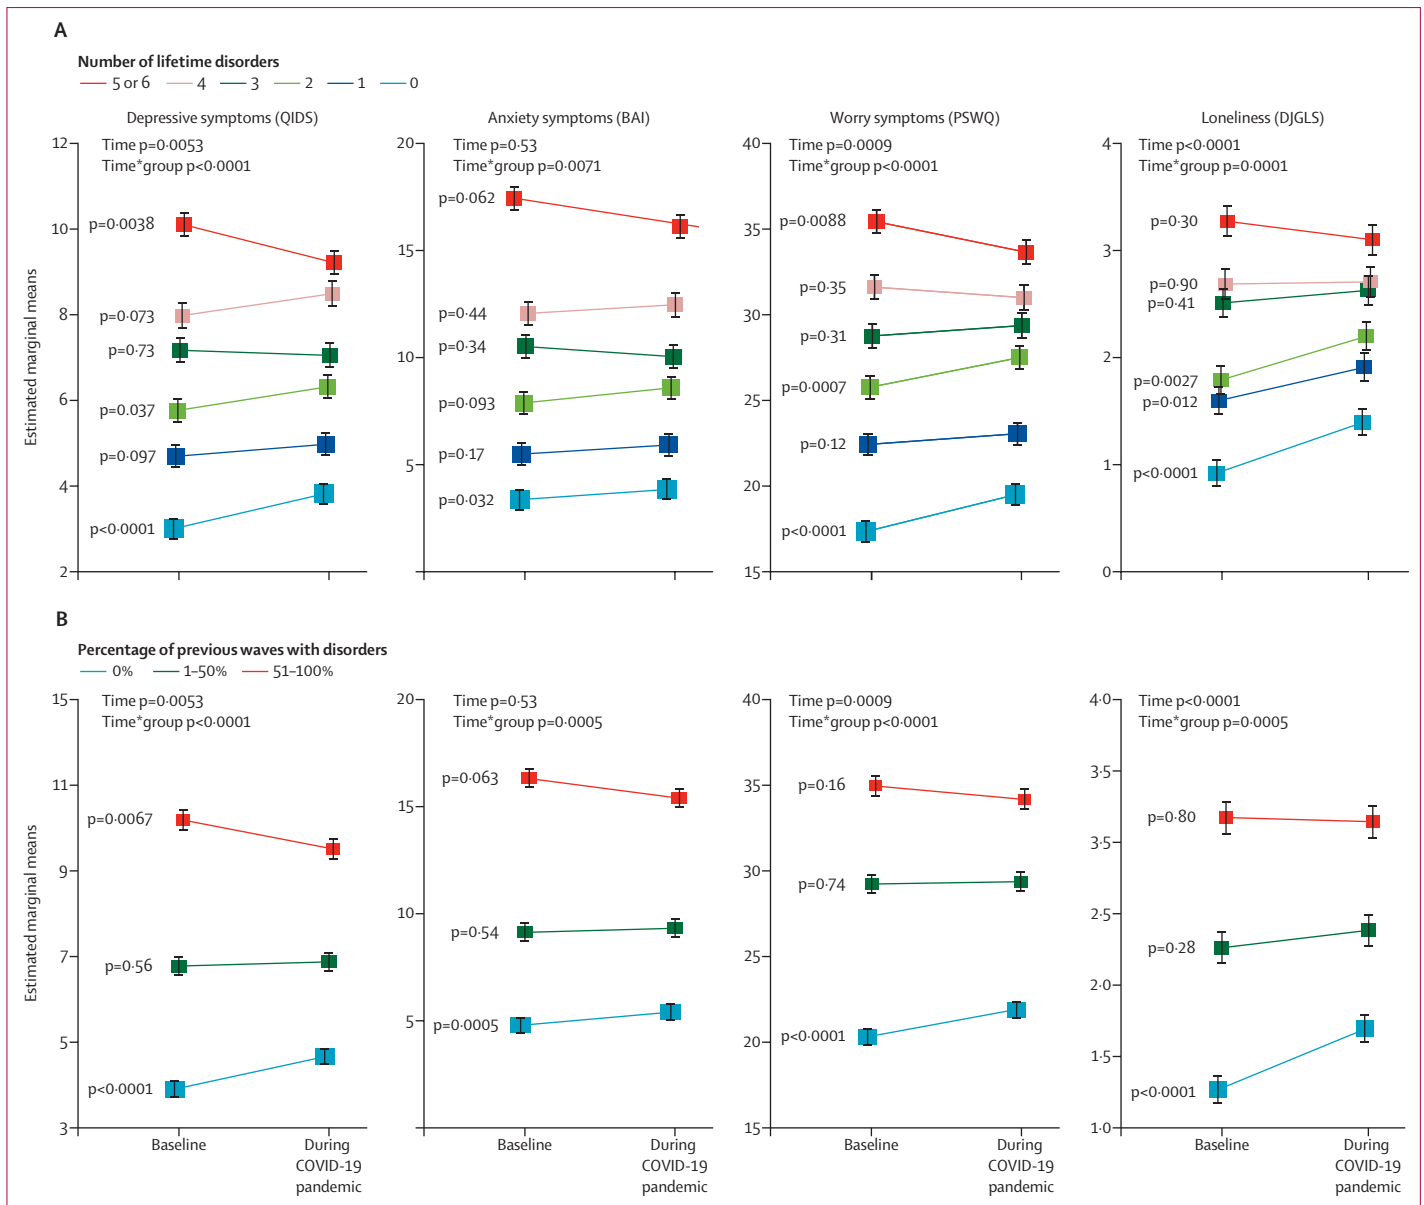 A
Number of lifetime disorders
5 or 6 4 3 2 1 0
Depressive symptoms (QIDS)
Time p=0·0053
Time*group p<0·0001
Estimated marginal means
12
10
8
6
4
2
p=0·0038
p=0·073
p=0·73
p=0·037
p=0·097
p<0·0001
Anxiety symptoms (BAI)
Time p=0·53
Time*group p=0·0071
20
15
10
5
p=0·062
p=0·44
p=0·34
p=0·093
p=0·17
p=0·032
Worry symptoms (PSWQ)
Time p=0·0009
Time*group p<0·0001
40
35
30
25
20
15
p=0·0088
p=0·35
p=0·31
p=0·0007
p=0·12
p<0·0001
Loneliness (DJGLS)
Time p<0·0001
Time*group p=0·0001
4
3
2
1
0
p=0·30
p=0·90
p=0·41
p=0·0027
p=0·012
p<0·0001
B
Percentage of previous waves with disorders
0% 1–50% 51–100%
Time p=0·0053
Time*group p<0·0001
Estimated marginal means
15
11
9
7
5
3
p=0·0067
p=0·56
p<0·0001
Baseline
During
COVID-19
pandemic
Time p=0·53
Time*group p=0·0005
20
15
10
5
p=0·063
p=0·54
p=0·0005
Baseline
During
COVID-19
pandemic
Time p=0·0009
Time*group p<0·0001
40
35
30
25
20
15
p=0·16
p=0·74
p<0·0001
Baseline
During
COVID-19
pandemic
Time p<0·0001
Time*group p=0·0005
4·0
3·5
3·5
2·5
2·0
1·5
1·0
p=0·80
p=0·28
p<0·0001
Baseline
During
COVID-19
pandemic